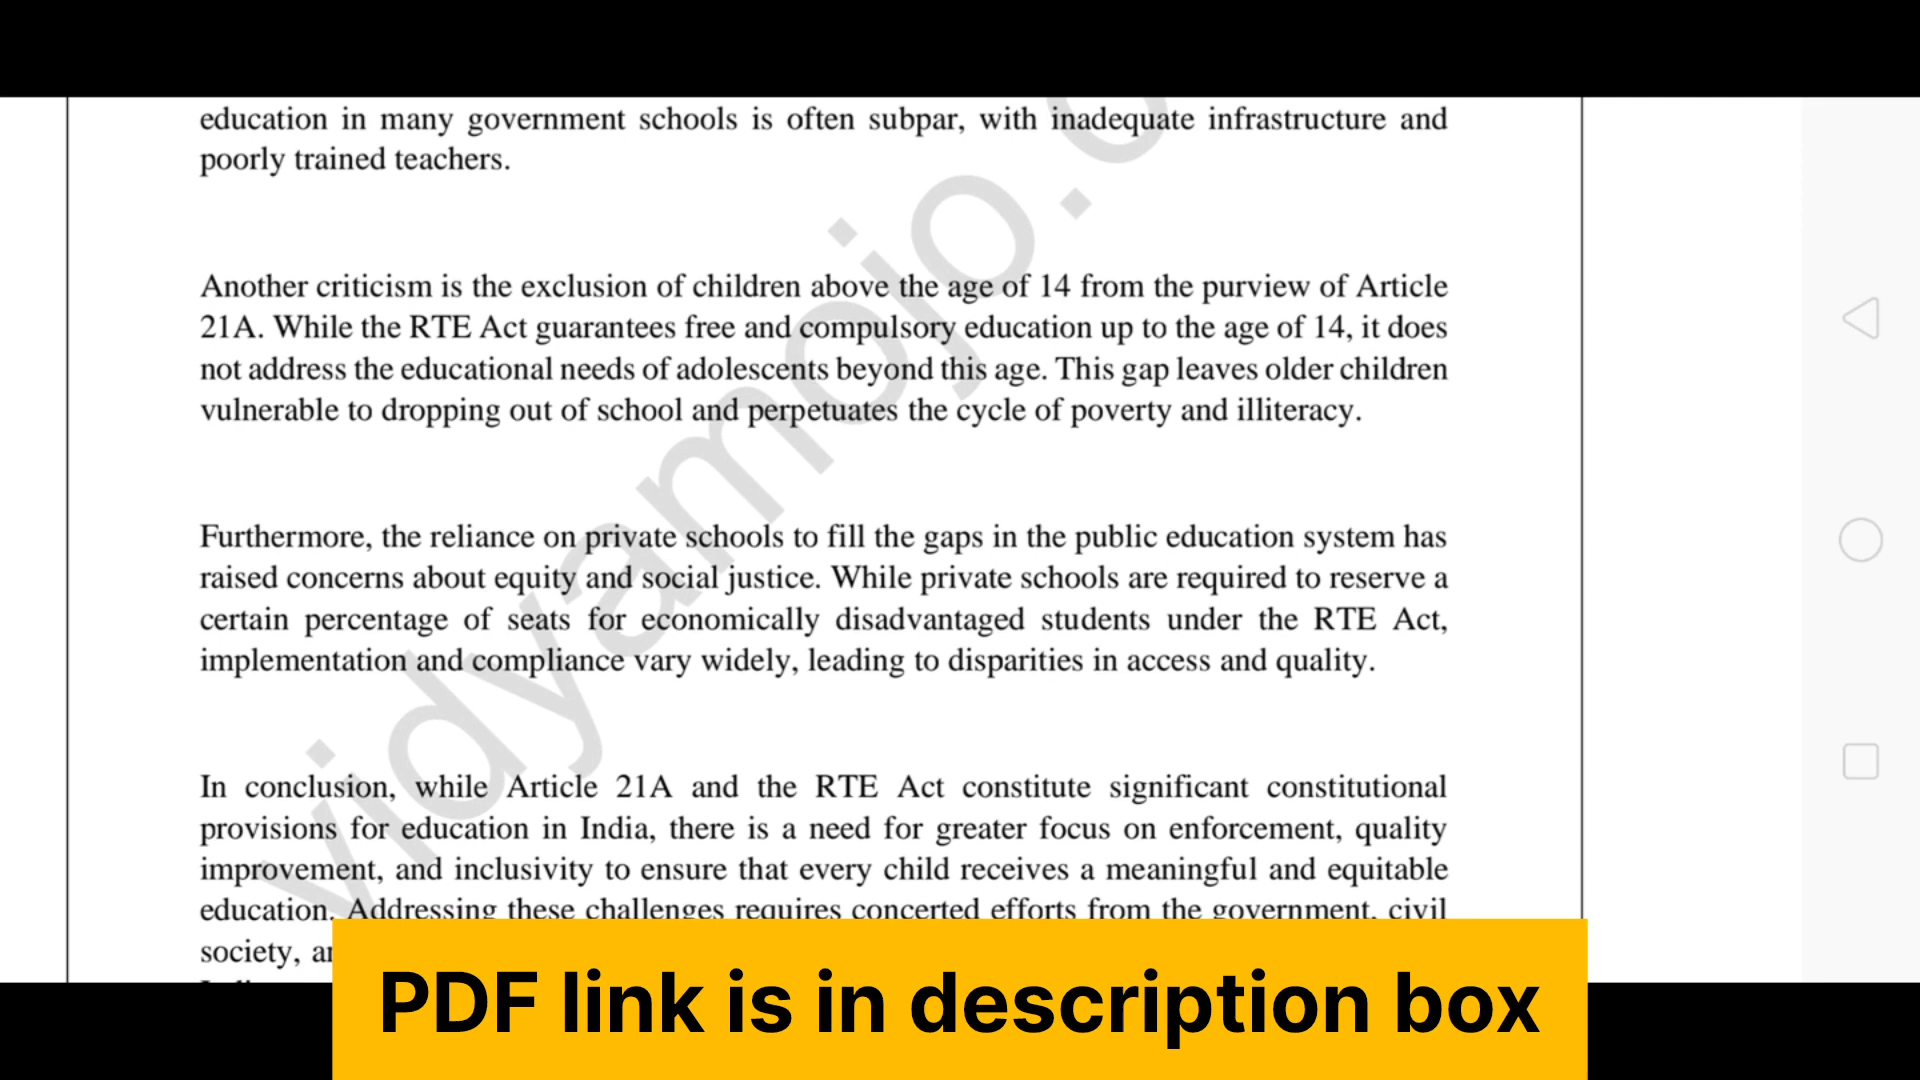 education in many government schools is often subpar, with inadequate infrastructure and
poorly trained teachers.
Another criticism is the exclusion of children above the age of 14 from the purview of Article
21A. While the RTE Act guarantees free and compulsory education up to the age of 14, it does
not address the educational needs of adolescents beyond this age. This gap leaves older children
vulnerable to dropping out of school and perpetuates the cycle of poverty and illiteracy.
Furthermore, the reliance on private schools to fill the gaps in the public education system has
raised concerns about equity and social justice. While private schools are required to reserve a
certain percentage of seats for economically disadvantaged students under the RTE Act,
implementation and compliance vary widely, leading to disparities in access and quality.
In conclusion, while Article 21A and the RTE Act constitute significant constitutional
provisions for education in India, there is a need for greater focus on enforcement, quality
improvement, and inclusivity to ensure that every child receives a meaningful and equitable
education. Addressing these challenges requires concerted efforts from the government, civil
society,
PDF link is in description box
vidyamojo.